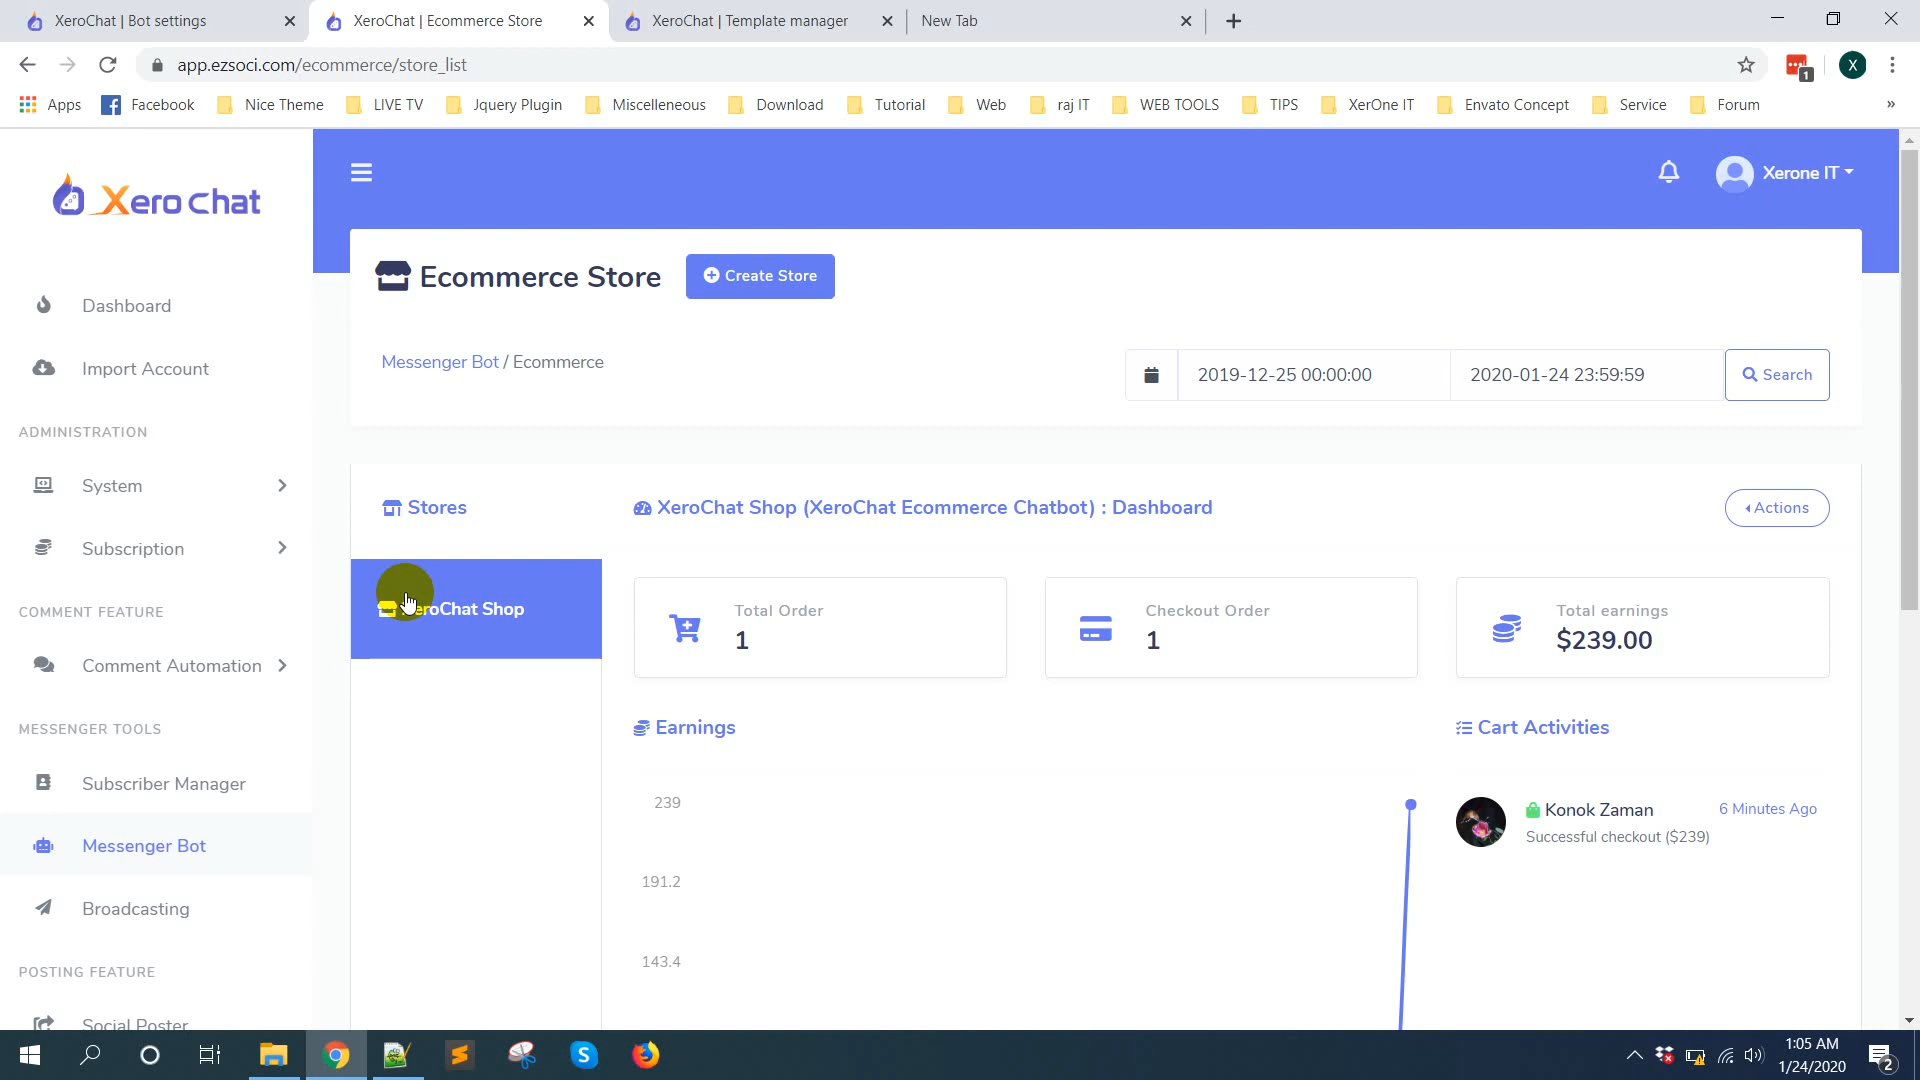 XeroChat | Bot settings
XeroChat | Ecommerce Store
XeroChat | Template manager
New Tab
app.ezsoci.com/ecommerce/store_list
1
X
Apps
Facebook
Nice Theme
LIVE TV
Jquery Plugin
Miscelleneous
Download
Tutorial
Web
raj IT
WEB TOOLS
TIPS
XerOne IT
Envato Concept
Service
Forum
»
Xero Chat
Xerone IT
Dashboard
Import Account
ADMINISTRATION
System
Subscription
COMMENT FEATURE
Comment Automation
MESSENGER TOOLS
Subscriber Manager
Messenger Bot
Broadcasting
POSTING FEATURE
Social Poster
Ecommerce Store
Create Store
Messenger Bot / Ecommerce
2019-12-25 00:00:00
2020-01-24 23:59:59
Search
Stores
XeroChat Shop (XeroChat Ecommerce Chatbot) : Dashboard
Actions
XeroChat Shop
Total Order
1
Checkout Order
1
Total earnings
$239.00
Earnings
239
191.2
143.4
Cart Activities
Konok Zaman
6 Minutes Ago
Successful checkout ($239)
1:05 AM
1/24/2020
2